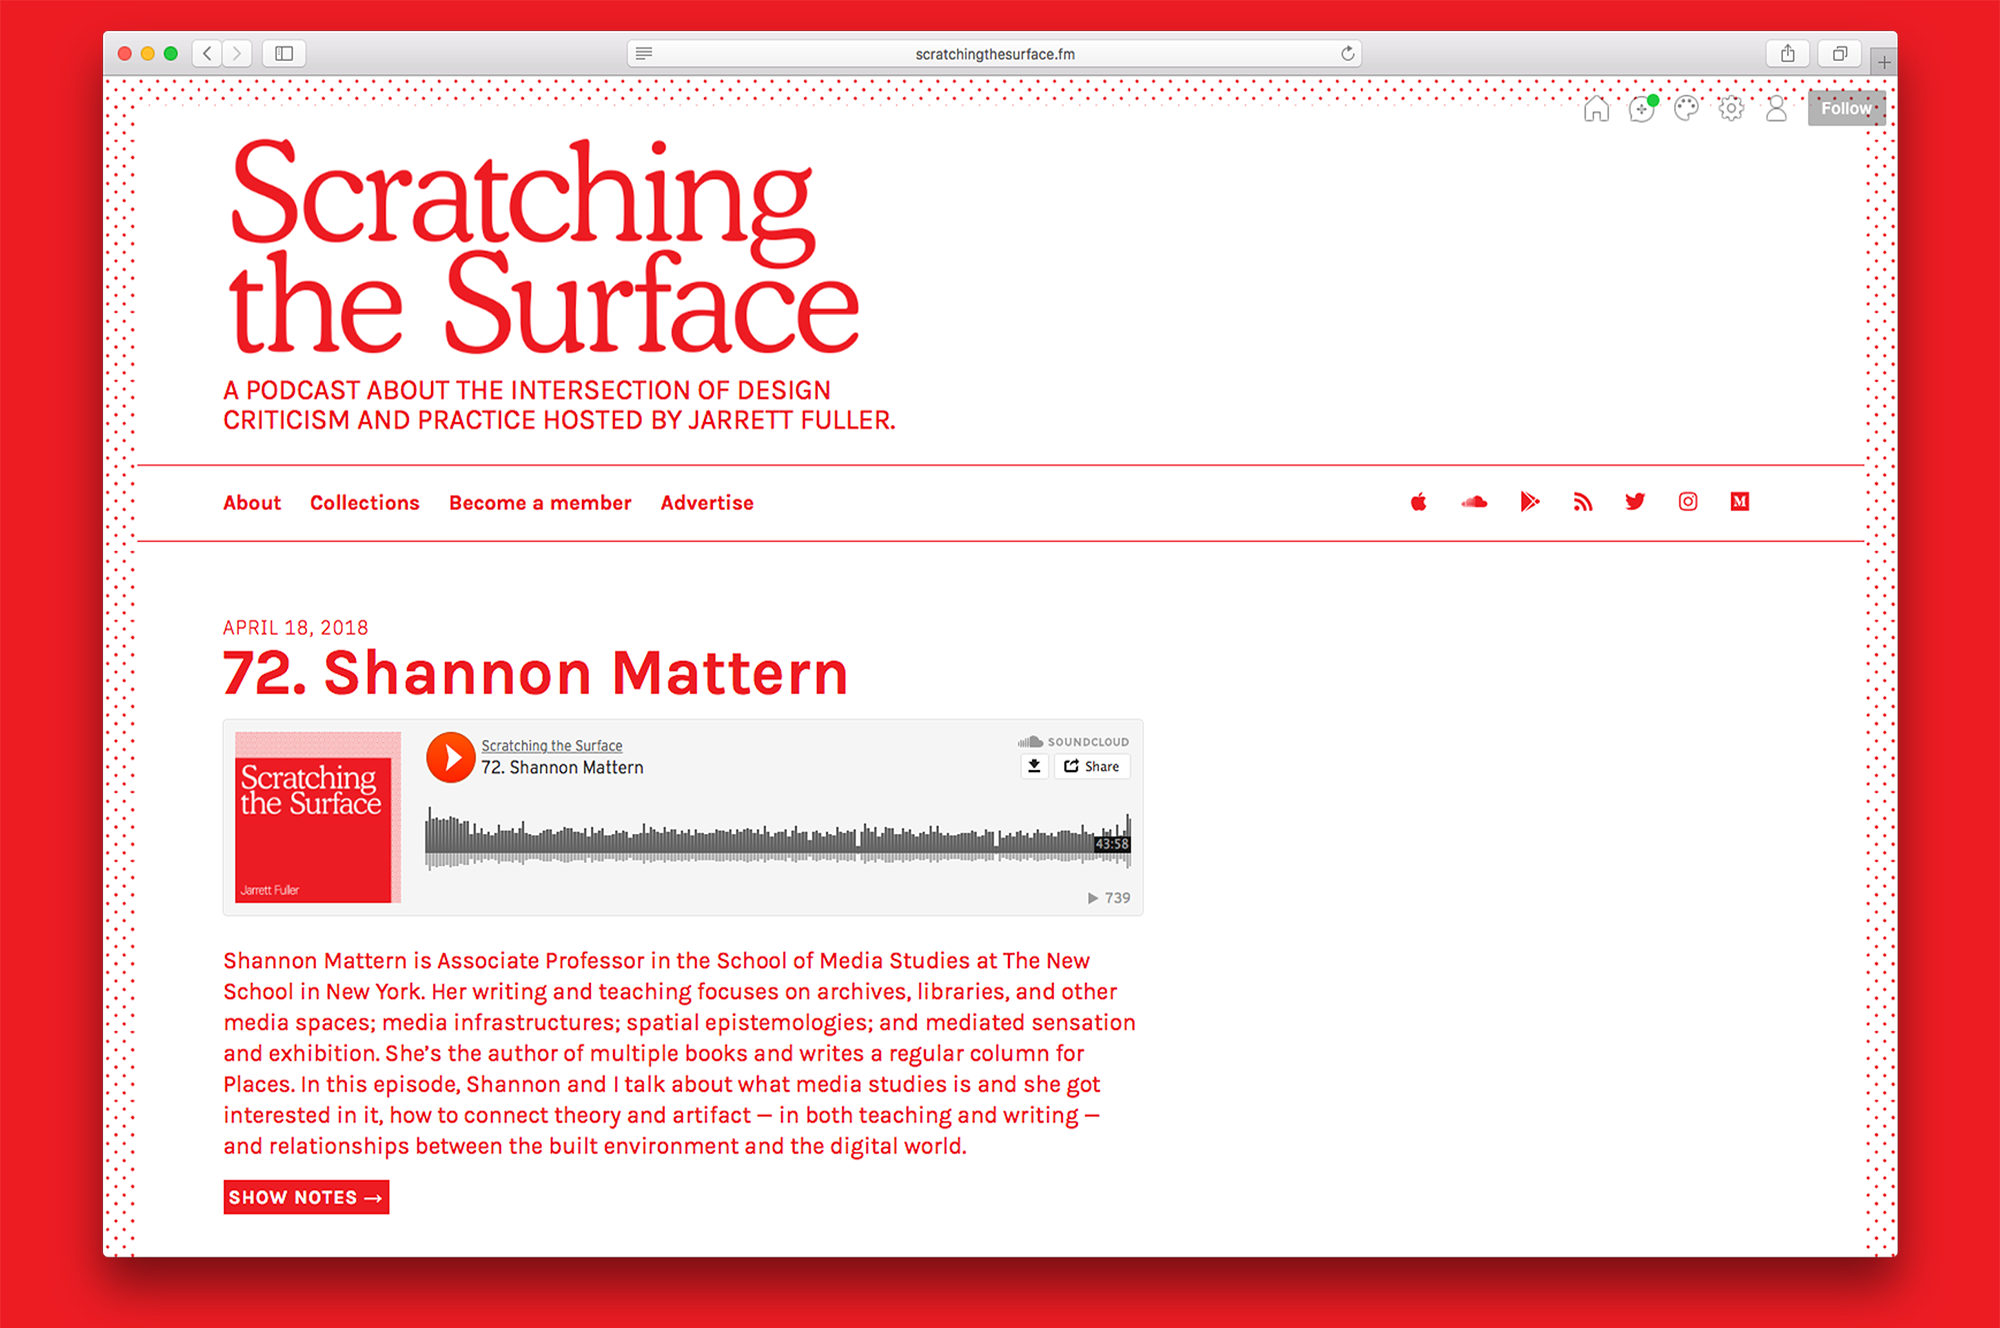 scratchingthesurface.fm
Follow
Scratching
the Surface
A PODCAST ABOUT THE INTERSECTION OF DESIGN
CRITICISM AND PRACTICE HOSTED BY JARRETT FULLER.
About Collections Become a member Advertise
M
APRIL 18, 2018
72. Shannon Mattern
Scratching
the Surface
Jarrett Fuller
Scratching the Surface
72. Shannon Mattern
SOUNDCLOUD
Share
43:58
739
Shannon Mattern is Associate Professor in the School of Media Studies at The New
School in New York. Her writing and teaching focuses on archives, libraries, and other
media spaces; media infrastructures; spatial epistemologies; and mediated sensation
and exhibition. She’s the author of multiple books and writes a regular column for
Places. In this episode, Shannon and I talk about what media studies is and she got
interested in it, how to connect theory and artifact — in both teaching and writing —
and relationships between the built environment and the digital world.
SHOW NOTES →